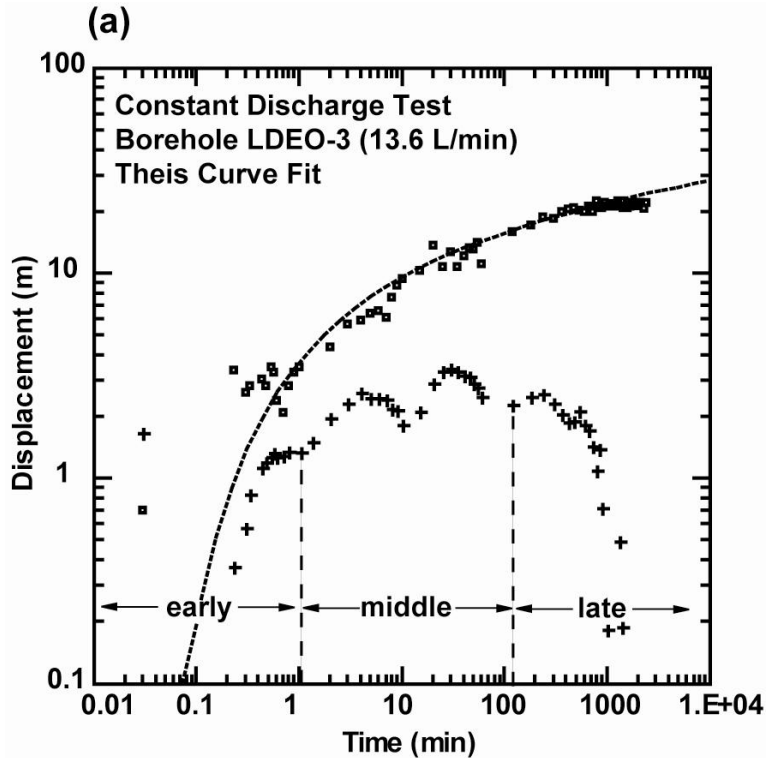 (a)
100
Constant Discharge Test
Borehole LDEO-3 (13.6 L/min)
Theis Curve Fit
10
Displacement (m)
1
early middle late
0.1
0.01 0.1 1 10 100 1000 1.E+04
Time (min)